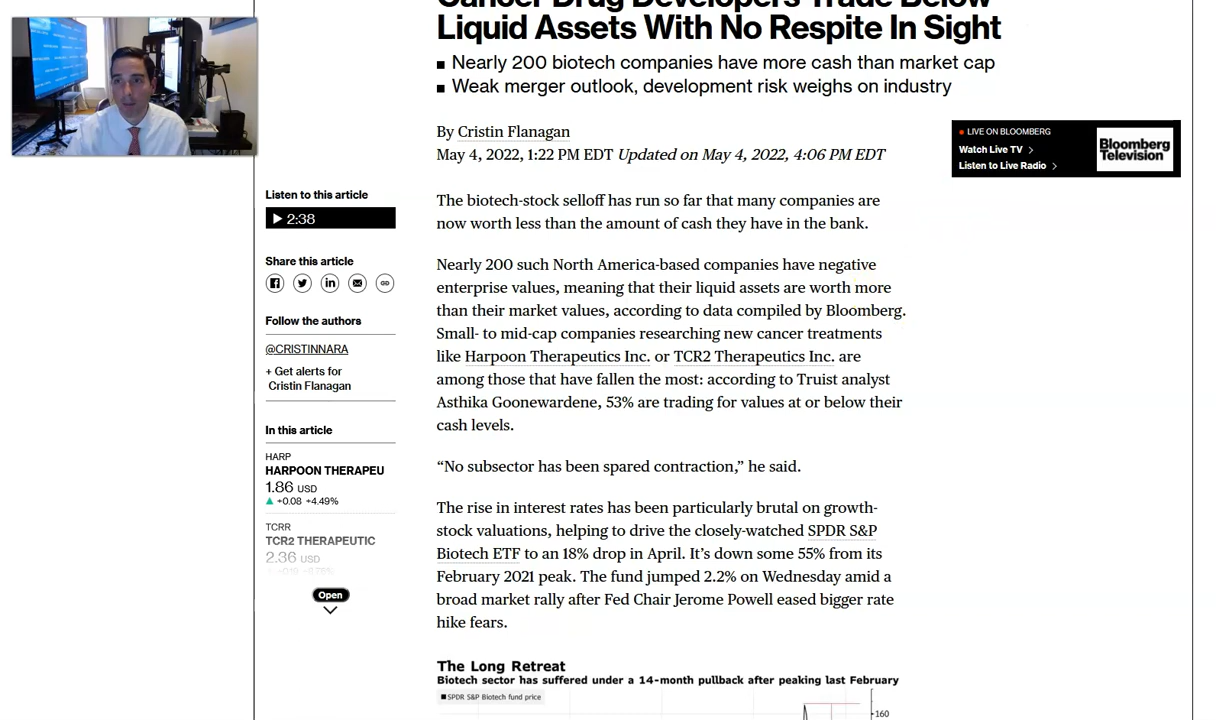 Cancer Drug Developers Trade Below
Liquid Assets With No Respite In Sight
■ Nearly 200 biotech companies have more cash than market cap
■ Weak merger outlook, development risk weighs on industry
By Cristin Flanagan
May 4, 2022, 1:22 PM EDT Updated on May 4, 2022, 4:06 PM EDT
LIVE ON BLOOMBERG
Watch Live TV
Listen to Live Radio
Bloomberg
Television
Listen to this article
2:38
Share this article
Follow the authors
@CRISTINNARA
+ Get alerts for
Cristin Flanagan
In this article
HARP
HARPOON THERAPEU
1.86 USD
▲ +0.08 +4.49%
TCRR
TCR2 THERAPEUTIC
2.36 USD
Open
The biotech-stock selloff has run so far that many companies are
now worth less than the amount of cash they have in the bank.
Nearly 200 such North America-based companies have negative
enterprise values, meaning that their liquid assets are worth more
than their market values, according to data compiled by Bloomberg.
Small- to mid-cap companies researching new cancer treatments
like Harpoon Therapeutics Inc. or TCR2 Therapeutics Inc. are
among those that have fallen the most: according to Truist analyst
Asthika Goonewardene, 53% are trading for values at or below their
cash levels.
“No subsector has been spared contraction,” he said.
The rise in interest rates has been particularly brutal on growth-
stock valuations, helping to drive the closely-watched SPDR S&P
Biotech ETF to an 18% drop in April. It’s down some 55% from its
February 2021 peak. The fund jumped 2.2% on Wednesday amid a
broad market rally after Fed Chair Jerome Powell eased bigger rate
hike fears.
The Long Retreat
Biotech sector has suffered under a 14-month pullback after peaking last February
■ SPDR S&P Biotech fund price
160